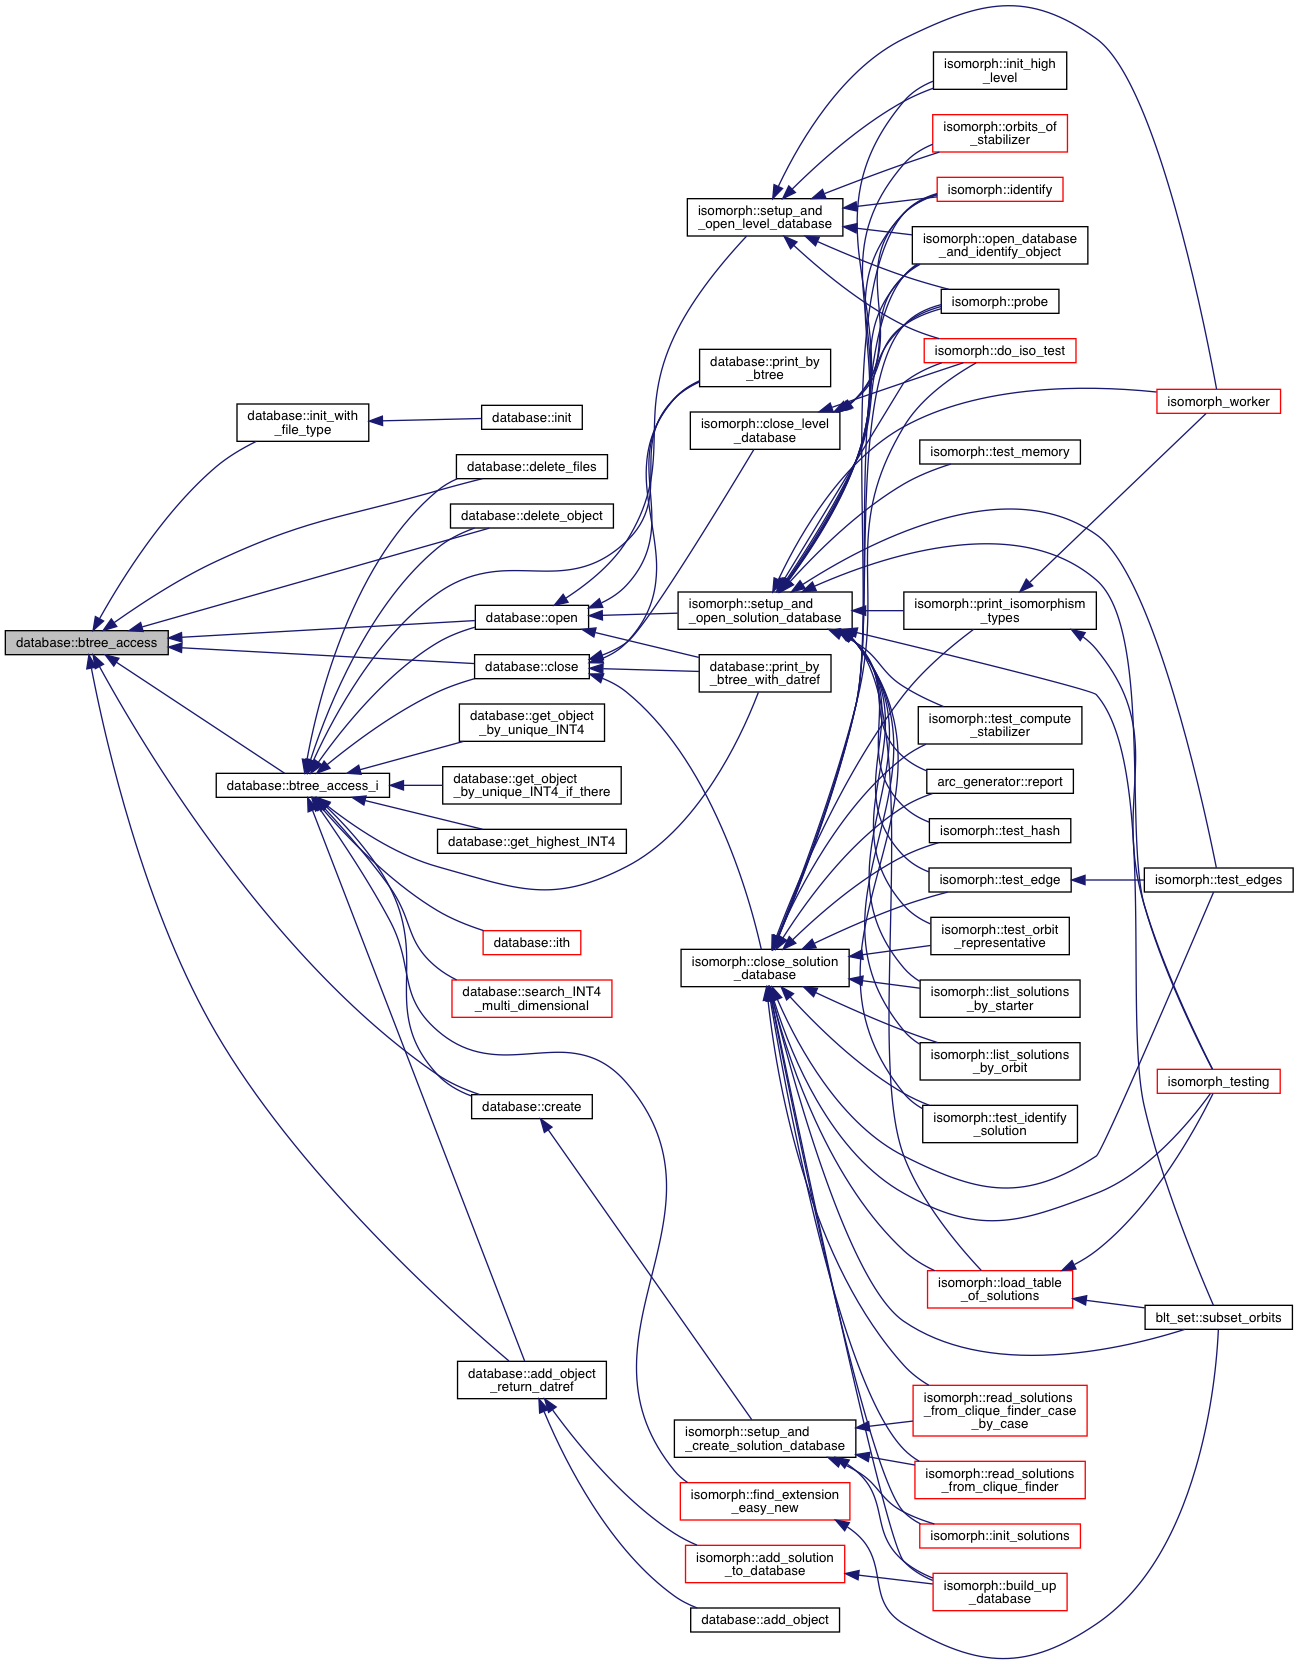 database::btree_access
database::init_with
_file_type
database::btree_access_i
database::init
database::delete_files
database::delete_object
database::open
database::close
database::get_object
_by_unique_INT4
database::get_object
_by_unique_INT4_if_there
database::get_highest_INT4
database::ith
database::search_INT4
_multi_dimensional
database::create
database::add_object
_return_datref
isomorph::setup_and
_open_level_database
database::print_by
_btree
isomorph::close_level
_database
isomorph::setup_and
_open_solution_database
database::print_by
_btree_with_datref
isomorph::close_solution
_database
isomorph::setup_and
_create_solution_database
isomorph::find_extension
_easy_new
isomorph::add_solution
_to_database
database::add_object
isomorph::init_high
_level
isomorph::orbits_of
_stabilizer
isomorph::identify
isomorph::open_database
_and_identify_object
isomorph::probe
isomorph::do_iso_test
isomorph::test_memory
isomorph::print_isomorphism
_types
isomorph::test_compute
_stabilizer
arc_generator::report
isomorph::test_hash
isomorph::test_edge
isomorph::test_orbit
_representative
isomorph::list_solutions
_by_starter
isomorph::list_solutions
_by_orbit
isomorph::test_identify
_solution
isomorph::load_table
_of_solutions
isomorph::read_solutions
_from_clique_finder_case
_by_case
isomorph::read_solutions
_from_clique_finder
isomorph::init_solutions
isomorph::build_up
_database
isomorph_worker
isomorph::test_edges
isomorph_testing
blt_set::subset_orbits